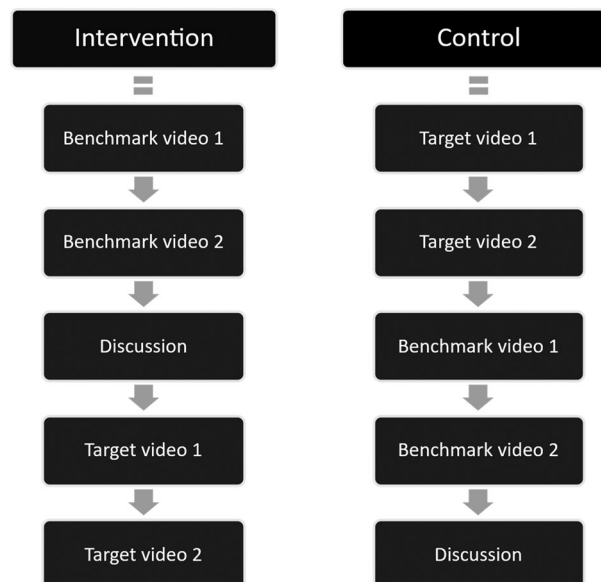 Intervention
Benchmark video 1
Benchmark video 2
Discussion
Target video 1
Target video 2
Control
Target video 1
Target video 2
Benchmark video 1
Benchmark video 2
Discussion